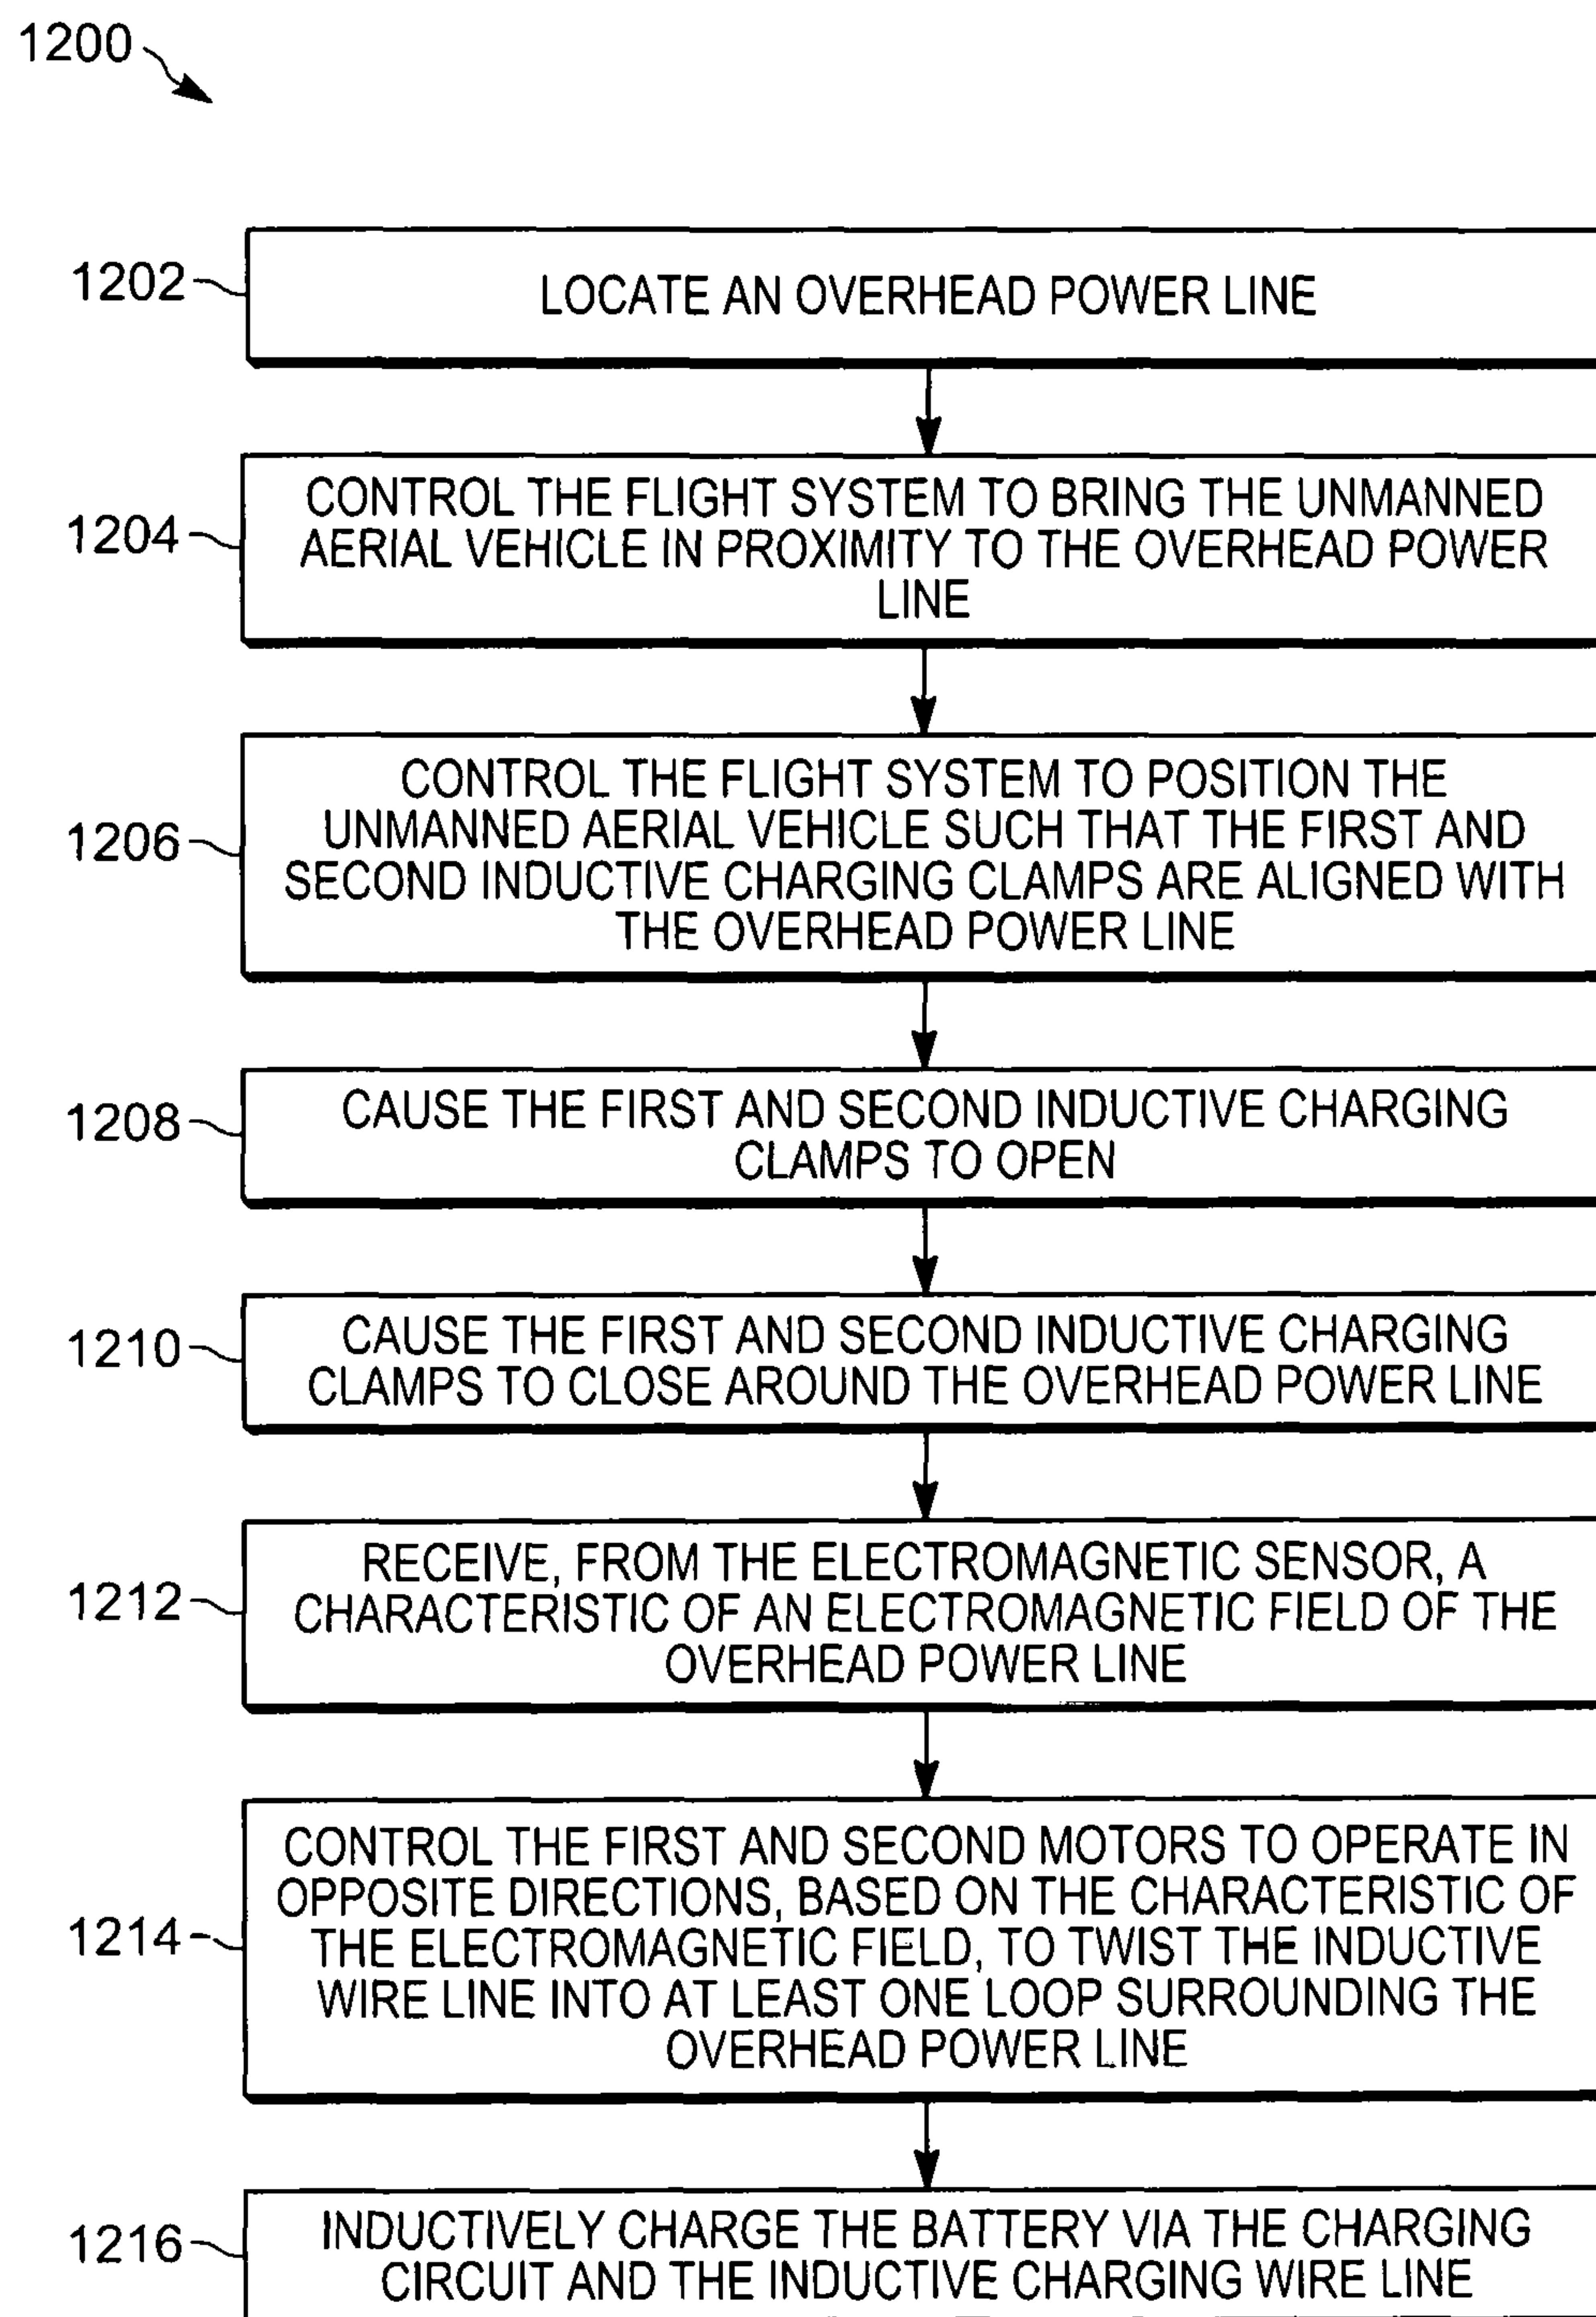 1200
1202
LOCATE AN OVERHEAD POWER LINE
1204
CONTROL THE FLIGHT SYSTEM TO BRING THE UNMANNED
AERIAL VEHICLE IN PROXIMITY TO THE OVERHEAD POWER
LINE
1206
CONTROL THE FLIGHT SYSTEM TO POSITION THE
UNMANNED AERIAL VEHICLE SUCH THAT THE FIRST AND
SECOND INDUCTIVE CHARGING CLAMPS ARE ALIGNED WITH
THE OVERHEAD POWER LINE
1208
CAUSE THE FIRST AND SECOND INDUCTIVE CHARGING
CLAMPS TO OPEN
1210
CAUSE THE FIRST AND SECOND INDUCTIVE CHARGING
CLAMPS TO CLOSE AROUND THE OVERHEAD POWER LINE
1212
RECEIVE, FROM THE ELECTROMAGNETIC SENSOR, A
CHARACTERISTIC OF AN ELECTROMAGNETIC FIELD OF THE
OVERHEAD POWER LINE
1214
CONTROL THE FIRST AND SECOND MOTORS TO OPERATE IN
OPPOSITE DIRECTIONS, BASED ON THE CHARACTERISTIC OF
THE ELECTROMAGNETIC FIELD, TO TWIST THE INDUCTIVE
WIRE LINE INTO AT LEAST ONE LOOP SURROUNDING THE
OVERHEAD POWER LINE
1216
INDUCTIVELY CHARGE THE BATTERY VIA THE CHARGING
CIRCUIT AND THE INDUCTIVE CHARGING WIRE LINE